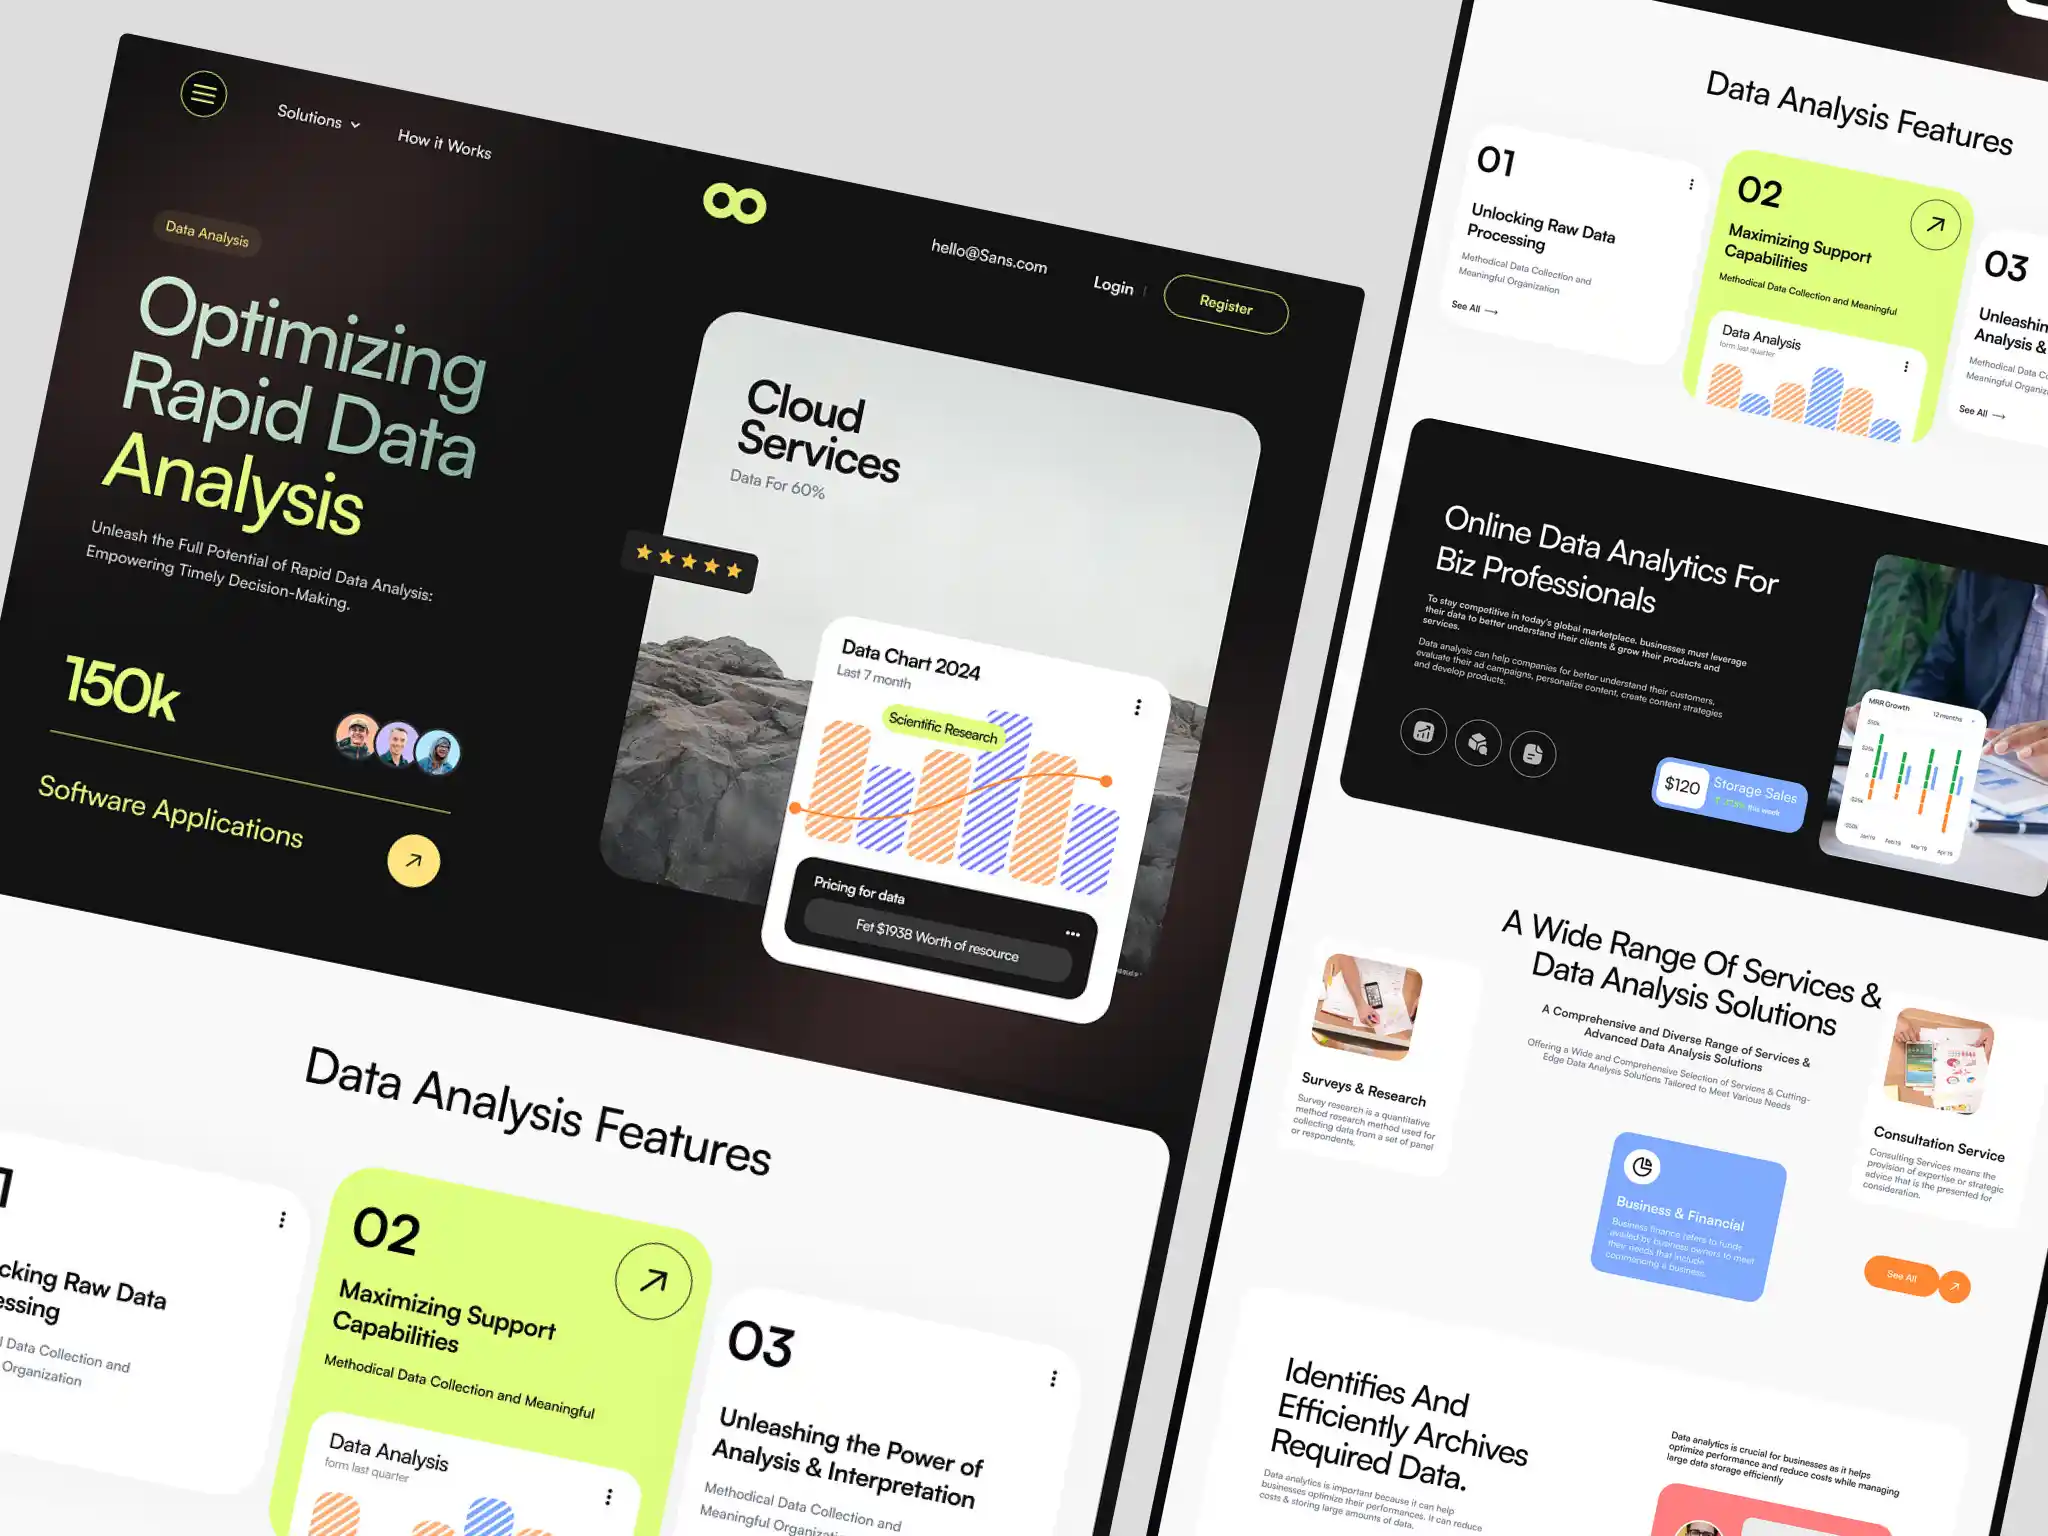 Solutions
How it Works
hello@Sans.com
Login
Register
Data Analysis
Optimizing
Rapid Data
Analysis
Unleash the Full Potential of Rapid Data Analysis:
Empowering Timely Decision-Making.
150k
Software Applications
Cloud
Services
Data For 60%
Data Chart 2024
Last 7 month
Scientific Research
Pricing for data
Fet $1938 Worth of resource
Data Analysis Features
cking Raw Data
essing
Data Collection and
Organization
02
Maximizing Support
Capabilities
Methodical Data Collection and Meaningful
Data Analysis
form last quarter
03
Unleashing the Power of
Analysis & Interpretation
Methodical Data Collection and
Meaningful Organizatio
Data Analysis Features
01
Unlocking Raw Data
Processing
Methodical Data Collection and
Meaningful Organization
See All
02
Maximizing Support
Capabilities
Methodical Data Collection and Meaningful
Data Analysis
form last quarter
03
Unleashin
Analysis &
Methodical Data Co
Meaningful Organiz
See All
Online Data Analytics For
Biz Professionals
To stay competitive in today's global marketplace, businesses must leverage
their data to better understand their clients & grow their products and
services.
Data analysis can help companies for better understand their customers,
evaluate their ad campaigns, personalize content, create content strategies
and develop products.
$120
Storage Sales
this week
MRR Growth
12 months
Jan'19
Feb'19
Mar'19
Apr'19
A Wide Range Of Services &
Data Analysis Solutions
A Comprehensive and Diverse Range of Services &
Advanced Data Analysis Solutions
Offering a Wide and Comprehensive Selection of Services & Cutting-
Edge Data Analysis Solutions Tailored to Meet Various Needs
Surveys & Research
Survey research is a quantitative
method research method used for
collecting data from a set of panel
or respondents.
Business & Financial
Business finance refers to funds
availed by business owners to meet
they needs that include
commencing a business.
Consultation Service
Consulting Services means the
provision of expertise or strategic
advice that is the presented for
consideration.
See All
Identifies And
Efficiently Archives
Required Data.
Data analytics is important because it can help
businesses optimize their performances. It can reduce
costs & storing large amounts of data.
Data analytics is crucial for businesses as it helps
optimize performance and reduce costs while managing
large data storage efficiently